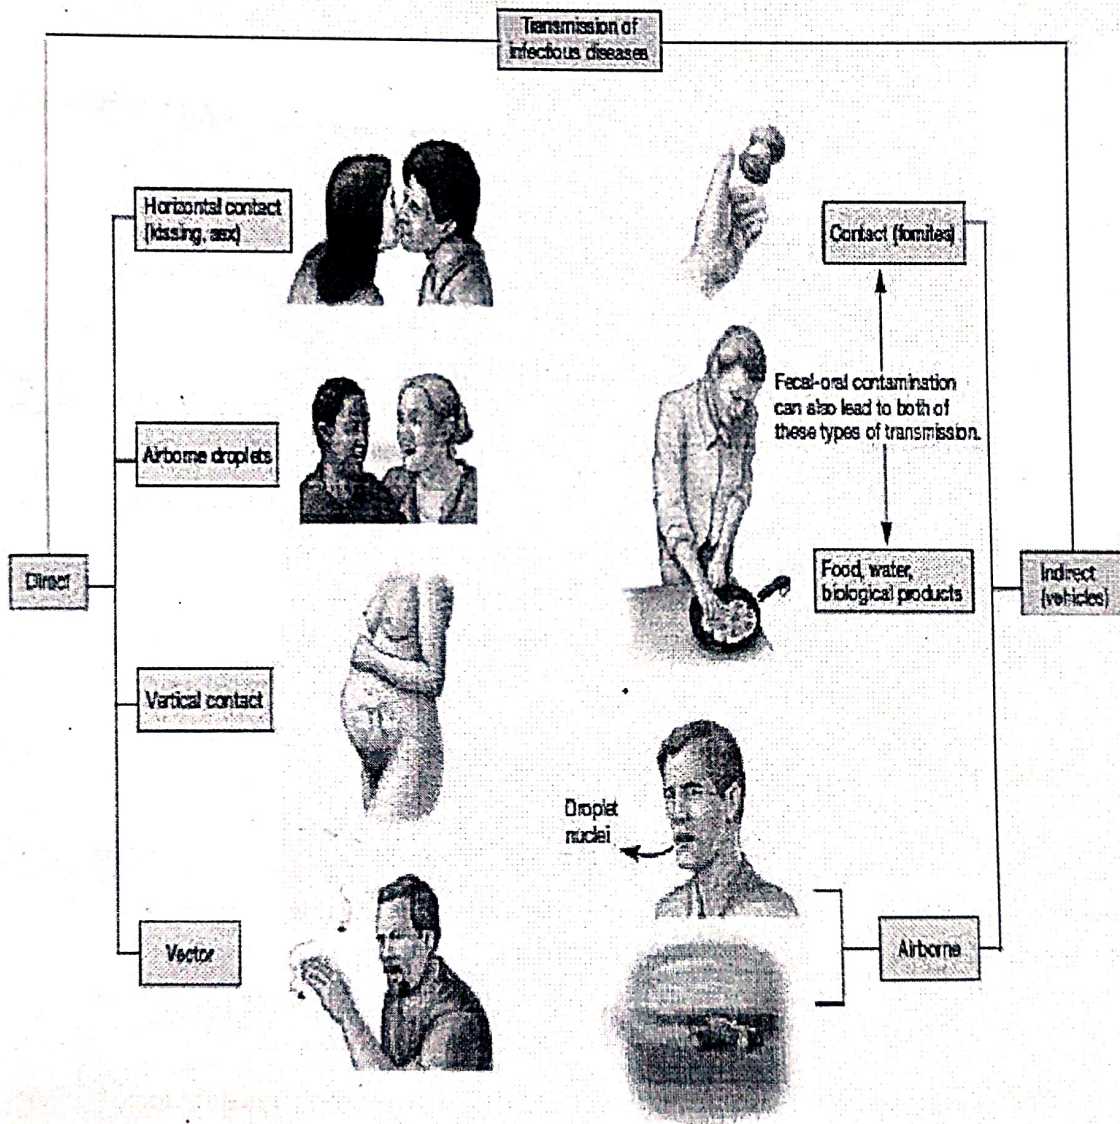 Transmission of
infectious diseases
Horizontal contact
(kissing, sex)
Contact (fomites)
Fecal-oral contamination
can also lead to both of
these types of transmission.
Airborne droplets
Direct
Food, water,
biological products
Indirect
(vehicles)
Vertical contact
Droplet
nuclei
Vector
Airborne